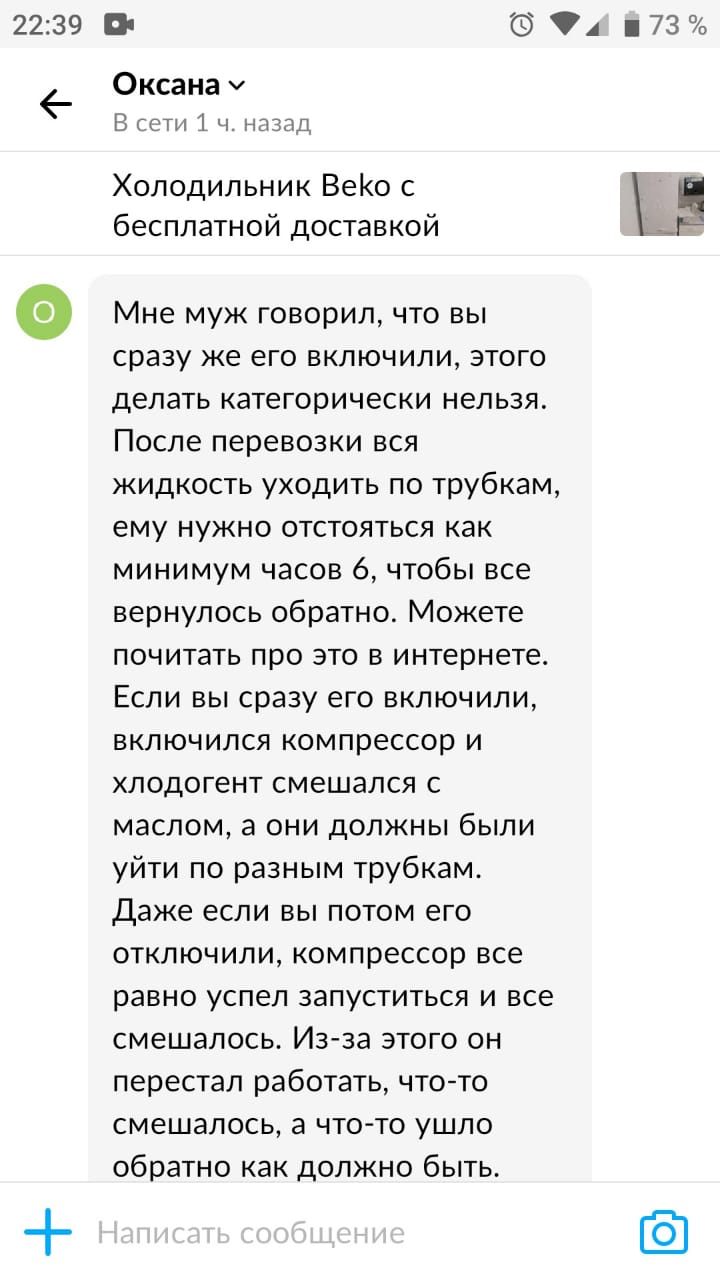 22:39
73 %
Оксана
В сети 1 ч. назад
Холодильник Beko с
бесплатной доставкой
О
Мне муж говорил, что вы
сразу же его включили, этого
делать категорически нельзя.
После перевозки вся
жидкость уходить по трубкам,
ему нужно отстояться как
минимум часов 6, чтобы все
вернулось обратно. Можете
почитать про это в интернете.
Если вы сразу его включили,
включился компрессор и
хлодогент смешался с
маслом, а они должны были
уйти по разным трубкам.
Даже если вы потом его
отключили, компрессор все
равно успел запуститься и все
смешалось. Из-за этого он
перестал работать, что-то
смешалось, а что-то ушло
обратно как должно быть.
Написать сообщение